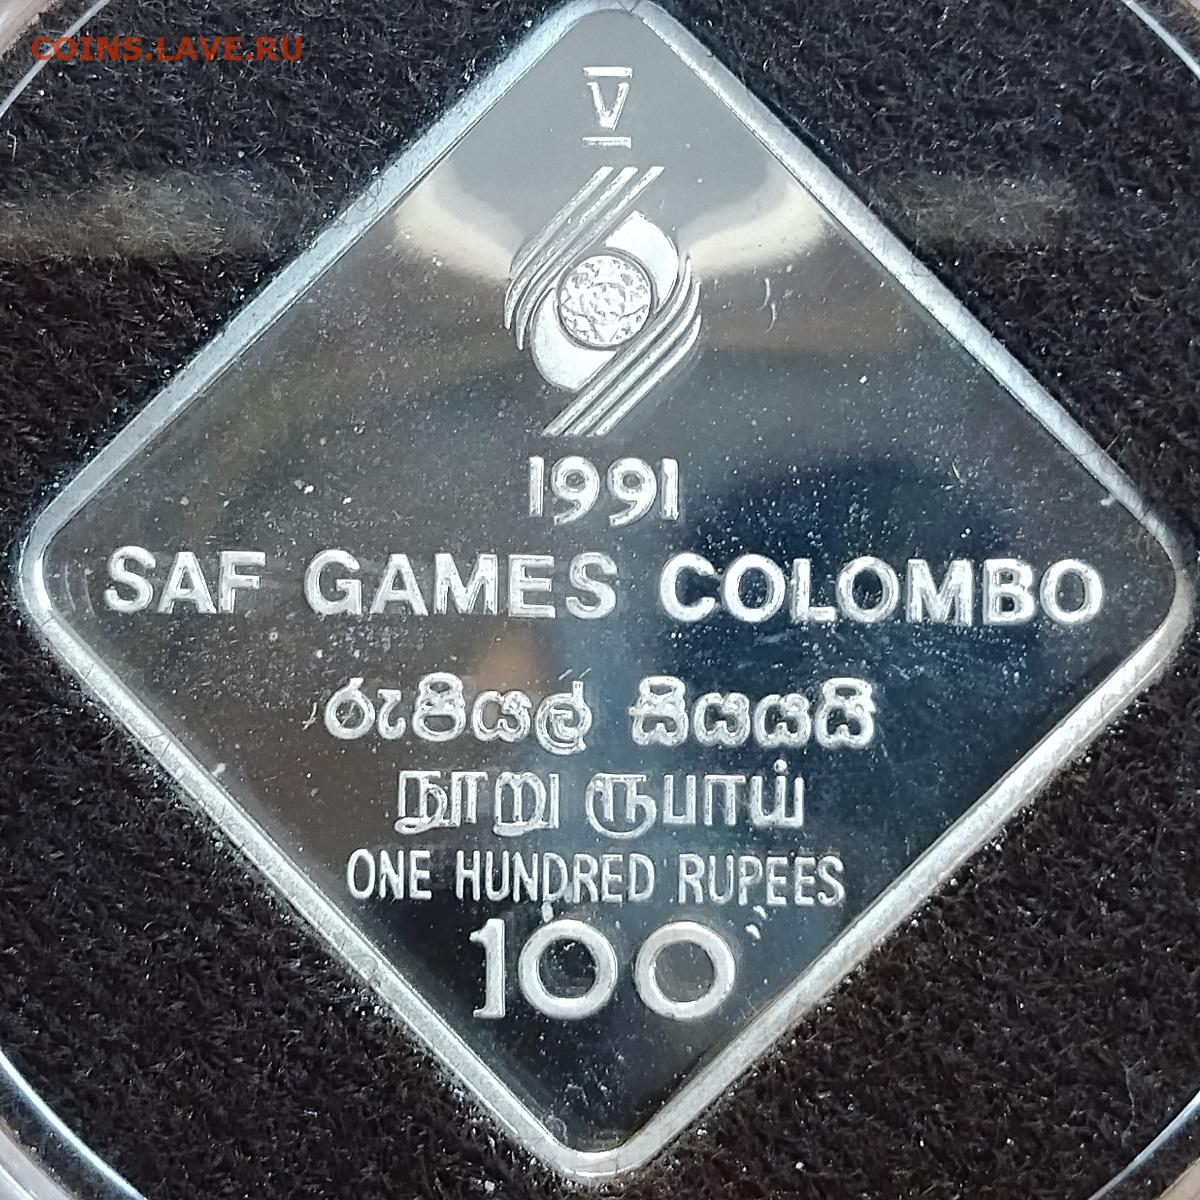 COINS.LAVE.RU
V
1991
SAF GAMES COLOMBO
රුපියල් සියයයි
நூறு ரூபாய்
ONE HUNDRED RUPEES
100